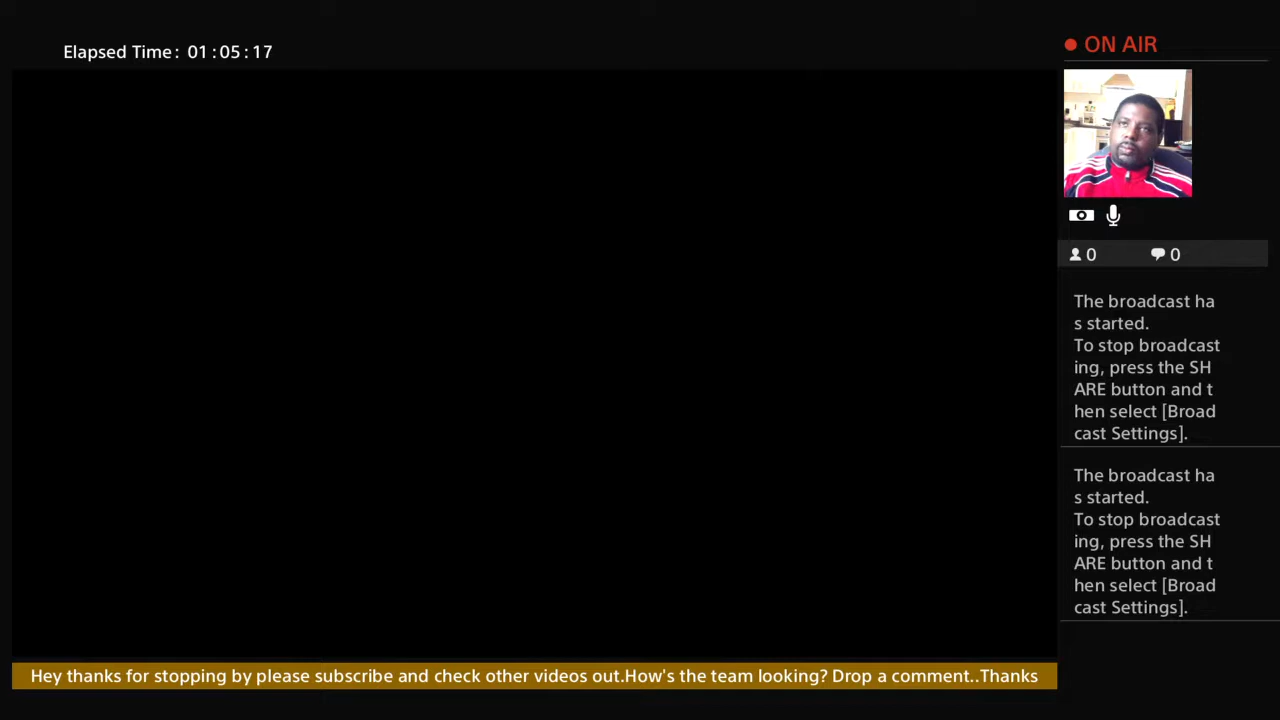 Elapsed Time: 01:05:17
ON AIR
0 0
The broadcast ha
s started.
To stop broadcast
ing, press the SH
ARE button and t
hen select [Broad
cast Settings].
The broadcast ha
s started.
To stop broadcast
ing, press the SH
ARE button and t
hen select [Broad
cast Settings].
Hey thanks for stopping by please subscribe and check other videos out.How's the team looking? Drop a comment..Thanks